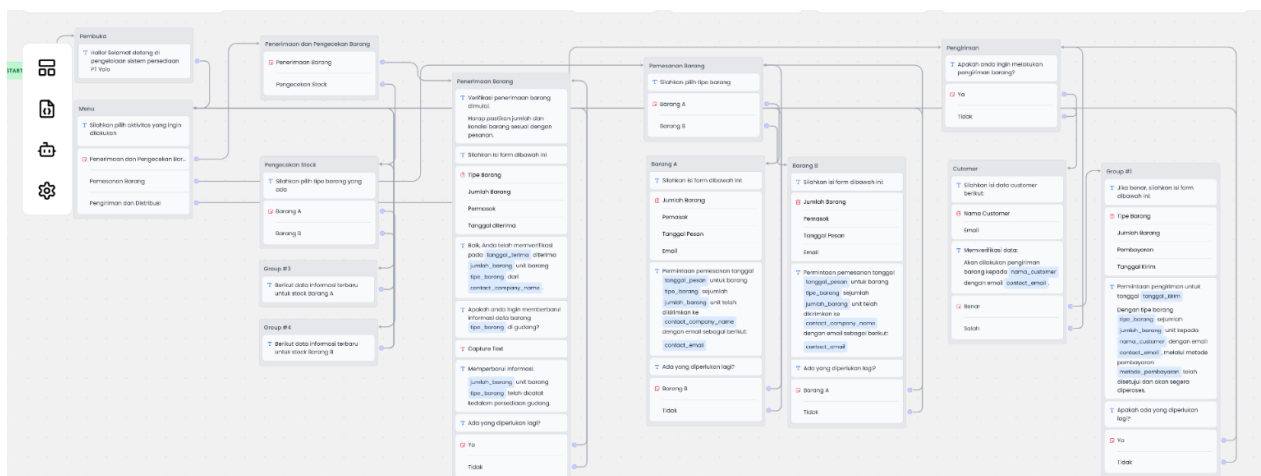 START
Pembuka
Hallo! Selamat datang di
pengelolaan sistem persediaan
PT Yolo
Menu
Silahkan pilih aktivitas yang ingin
dilakukan
Penerimaan dan Pengecekan Bar...
Pemesanan Barang
Pengiriman dan Distribusi
Penerimaan dan Pengecekan Barang
Penerimaan Barang
Pengecekan Stock
Pengecekan Stock
Silahkan pilih tipe barang yang
ada
Barang A
Barang B
Group #3
Berikut data informasi terbaru
untuk stock Barang A
Group #4
Berikut data informasi terbaru
untuk stock Barang B
Penerimaan Barang
Verifikasi penerimaan barang
dimulai.
Harap pastikan jumlah dan
kondisi barang sesuai dengan
pesanan.
Silahkan isi form dibawah ini
Tipe Barang
Jumlah Barang
Pemasok
Tanggal diterima
Baik, Anda telah memverifikasi
pada tanggal_terima diterima
jumlah_barang unit barang
tipe_barang dari
contact_company_name
Apakah anda ingin memperbarui
informasi data barang
tipe_barang di gudang?
Capture Text
Memperbarui informasi:
jumlah_barang unit barang
tipe_barang telah dicatat
kedalam persediaan gudang.
Ada yang diperlukan lagi?
Ya
Tidak
Pemesanan Barang
Silahkan pilih tipe barang
Barang A
Barang B
Barang A
Silahkan isi form dibawah ini:
Jumlah Barang
Pemasok
Tanggal Pesan
Email
Permintaan pemesanan tanggal
tanggal_pesan untuk barang
tipe_barang sejumlah
jumlah_barang unit telah
dikirimkan ke
contact_company_name
dengan email sebagai berikut:
contact_email
Ada yang diperlukan lagi?
Barang B
Tidak
Barang B
Silahkan isi form dibawah ini:
Jumlah Barang
Pemasok
Tanggal Pesan
Email
Permintaan pemesanan tanggal
tanggal_pesan untuk barang
tipe_barang sejumlah
jumlah_barang unit telah
dikirimkan ke
contact_company_name
dengan email sebagai berikut:
contact_email
Ada yang diperlukan lagi?
Barang A
Tidak
Pengiriman
Apakah anda ingin melakukan
pengiriman barang?
Ya
Tidak
Cutomer
Silahkan isi data customer
berikut:
Nama Customer
Email
Memverifikasi data:
Akan dilakukan pengiriman
barang kepada nama_customer
dengan email contact_email.
Benar
Salah
Group #1
Jika benar, silahkan isi form
dibawah ini:
Tipe Barang
Jumlah Barang
Pembayaran
Tanggal Kirim
Permintaan pengiriman untuk
tanggal tanggal_kirim
Dengan tipe barang
tipe_barang sejumlah
jumlah_barang unit kepada
nama_customer dengan email
contact_email, melalui metode
pembayaran
metode_pembayaran telah
disetujui dan akan segera
diperoses.
Apakah ada yang diperlukan
lagi?
Ya
Tidak